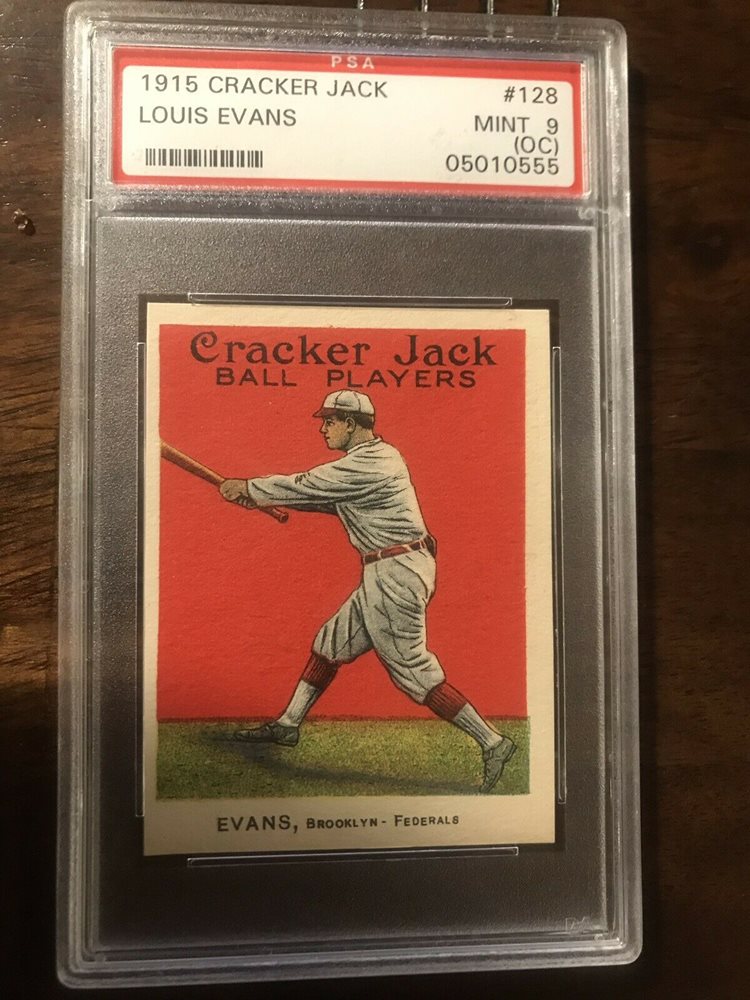 PSA
1915 CRACKER JACK #128
LOUIS EVANS MINT 9
(OC)
05010555
Cracker Jack
BALL PLAYERS
EVANS, BROOKLYN - FEDERALS